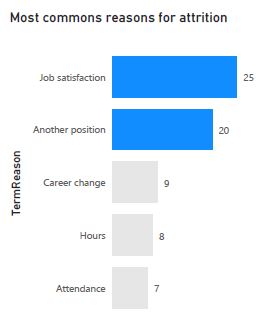 Most commons reasons for attrition
TermReason
Job satisfaction 25
Another position 20
Career change 9
Hours 8
Attendance 7